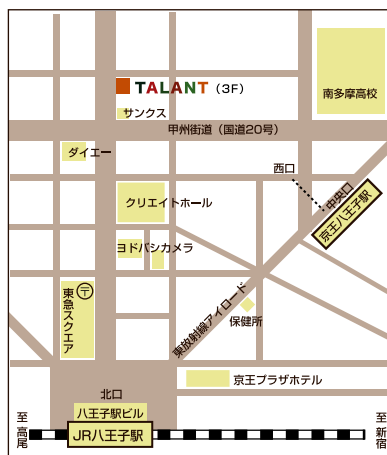 南多摩高校
TALANT (3F)
サンクス
甲州街道（国道20号）
ダイエー
西口
中央口
京王八王子駅
クリエイトホール
ヨドバシカメラ
東急スクエア
〒
東放射線アイロード
保健所
京王プラザホテル
北口
八王子駅ビル
JR八王子駅
至高尾
至新宿